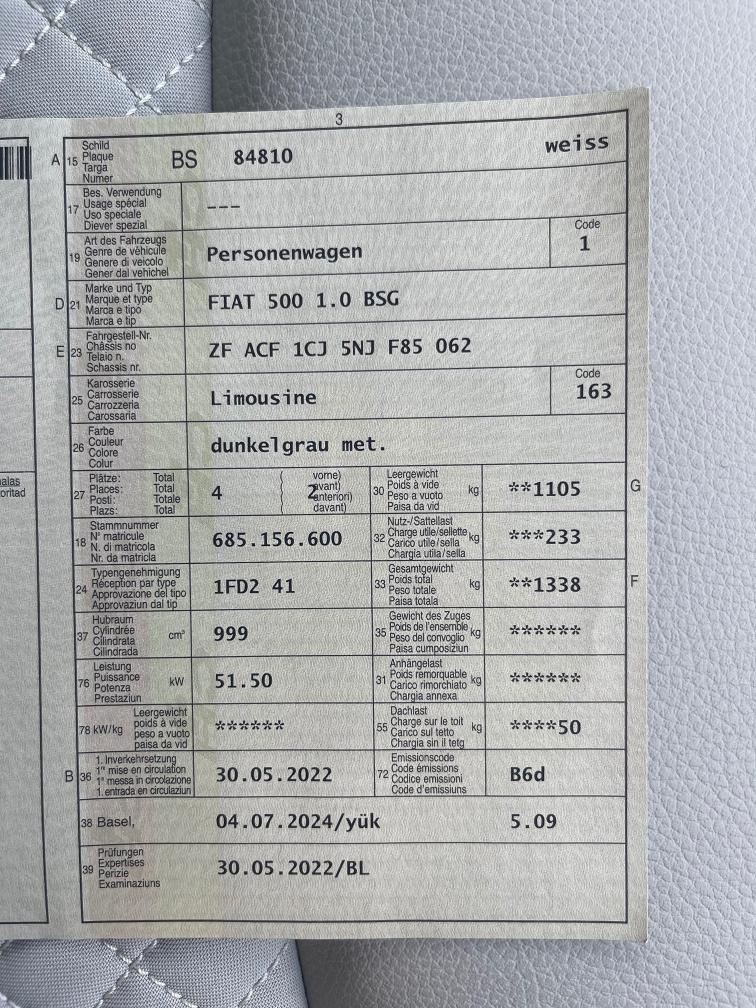 3
A 15 Schild
Plaque
Targa
Numer
BS 84810 weiss
17 Bes. Verwendung
Usage spécial
Uso speciale
Diever spezial
---
19 Art des Fahrzeugs
Genre de véhicule
Genere di veicolo
Gener dal vehichel
Personenwagen
Code
1
D 21 Marke und Typ
Marque et type
Marca e tipo
Marca e tip
FIAT 500 1.0 BSG
E 23 Fahrgestell-Nr.
Châssis no
Telaio n.
Schassis nr.
ZF ACF 1CJ 5NJ F85 062
25 Karosserie
Carrosserie
Carrozzeria
Carossaria
Limousine
Code
163
26 Farbe
Couleur
Colore
Colur
dunkelgrau met.
27 Plätze: Total
Places: Total
Posti: Totale
Plazs: Total
4 2
( vorne)
avant)
anteriori)
( davant)
30 Leergewicht
Poids à vide
Peso a vuoto
Paisa da vid
kg
**1105
G
18 Stammnummer
N° matricule
N. di matricola
Nr. da matricla
685.156.600
32 Nutz-/Sattellast
Charge utile/sellette
Carico utile/sella
Chargia utila/sella
kg
***233
24 Typengenehmigung
Réception par type
Approvazione del tipo
Approvaziun dal tip
1FD2 41
33 Gesamtgewicht
Poids total
Peso totale
Paisa totala
kg
**1338
F
37 Hubraum
Cylindrée
Cilindrata
Cilindrada
cm³
999
35 Gewicht des Zuges
Poids de l'ensemble
Peso del convoglio
Paisa cumposiziun
kg
******
76 Leistung
Puissance
Potenza
Prestaziun
kW
51.50
31 Anhängelast
Poids remorquable
Carico rimorchiato
Chargia annexa
kg
******
78 kW/kg Leergewicht
poids à vide
peso a vuoto
paisa da vid
******
55 Dachlast
Charge sur le toit
Carico sul tetto
Chargia sin il tetg
kg
****50
B 36 1. Inverkehrsetzung
1re mise en circulation
1a messa in circolazione
1. entrada en circulaziun
30.05.2022
72 Emissionscode
Code émissions
Codice emissioni
Code d'emissiuns
B6d
38 Basel, 04.07.2024/yük 5.09
39 Prüfungen
Expertises
Perizie
Examinaziuns
30.05.2022/BL